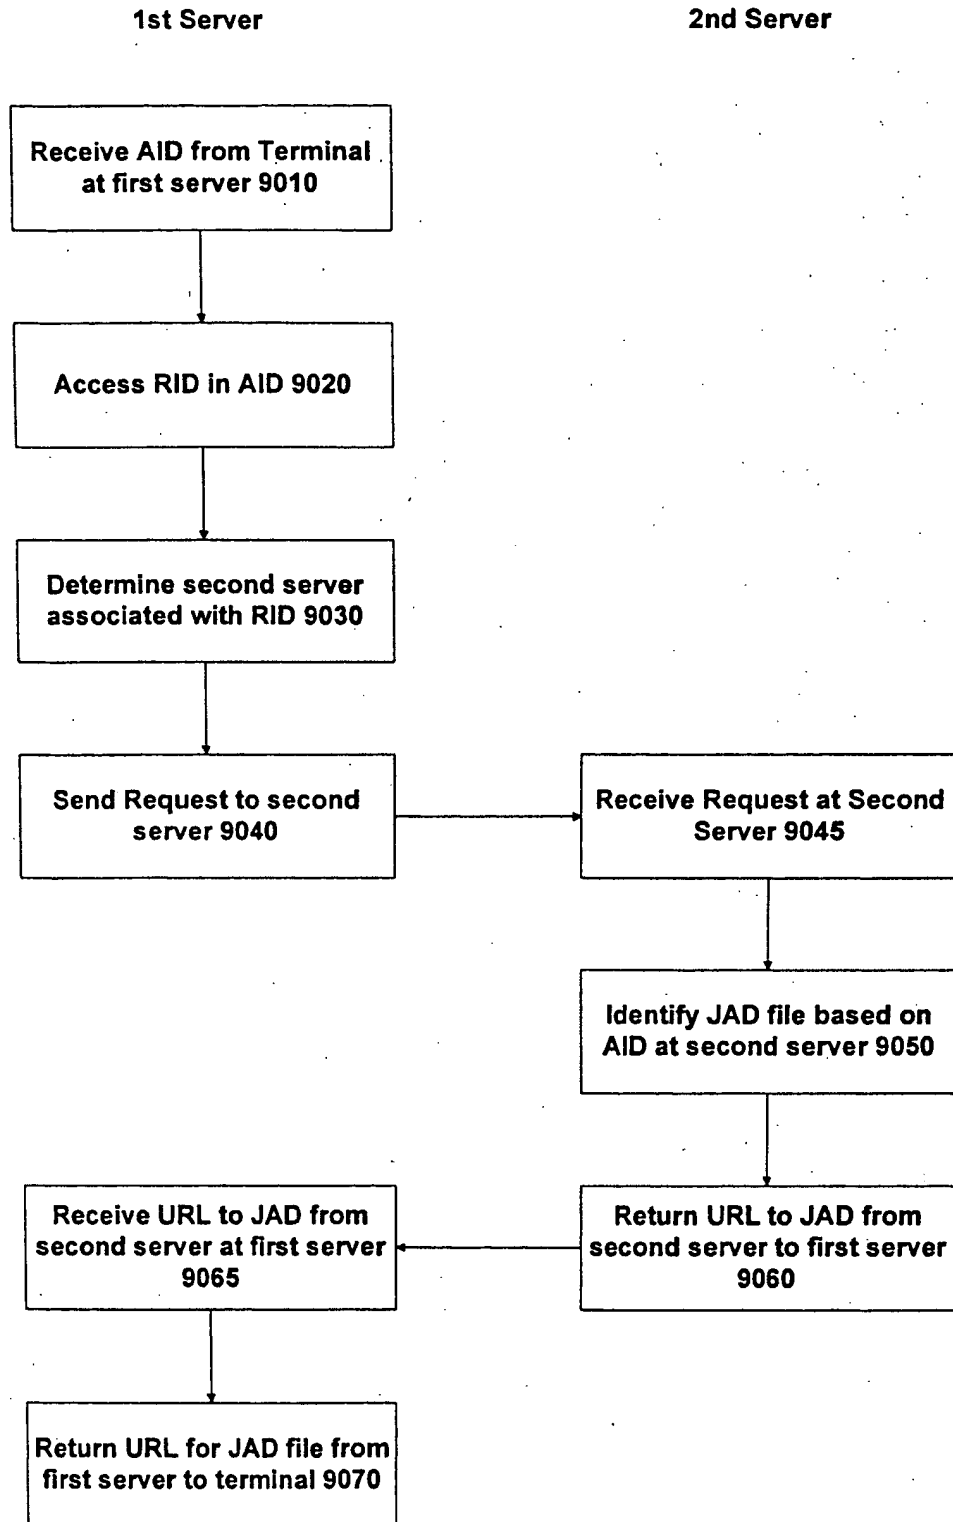 1st Server
2nd Server
Receive AID from Terminal
at first server 9010
Access RID in AID 9020
Determine second server
associated with RID 9030
Send Request to second
server 9040
Receive Request at Second
Server 9045
Identify JAD file based on
AID at second server 9050
Return URL to JAD from
second server to first server
9060
Receive URL to JAD from
second server at first server
9065
Return URL for JAD file from
first server to terminal 9070